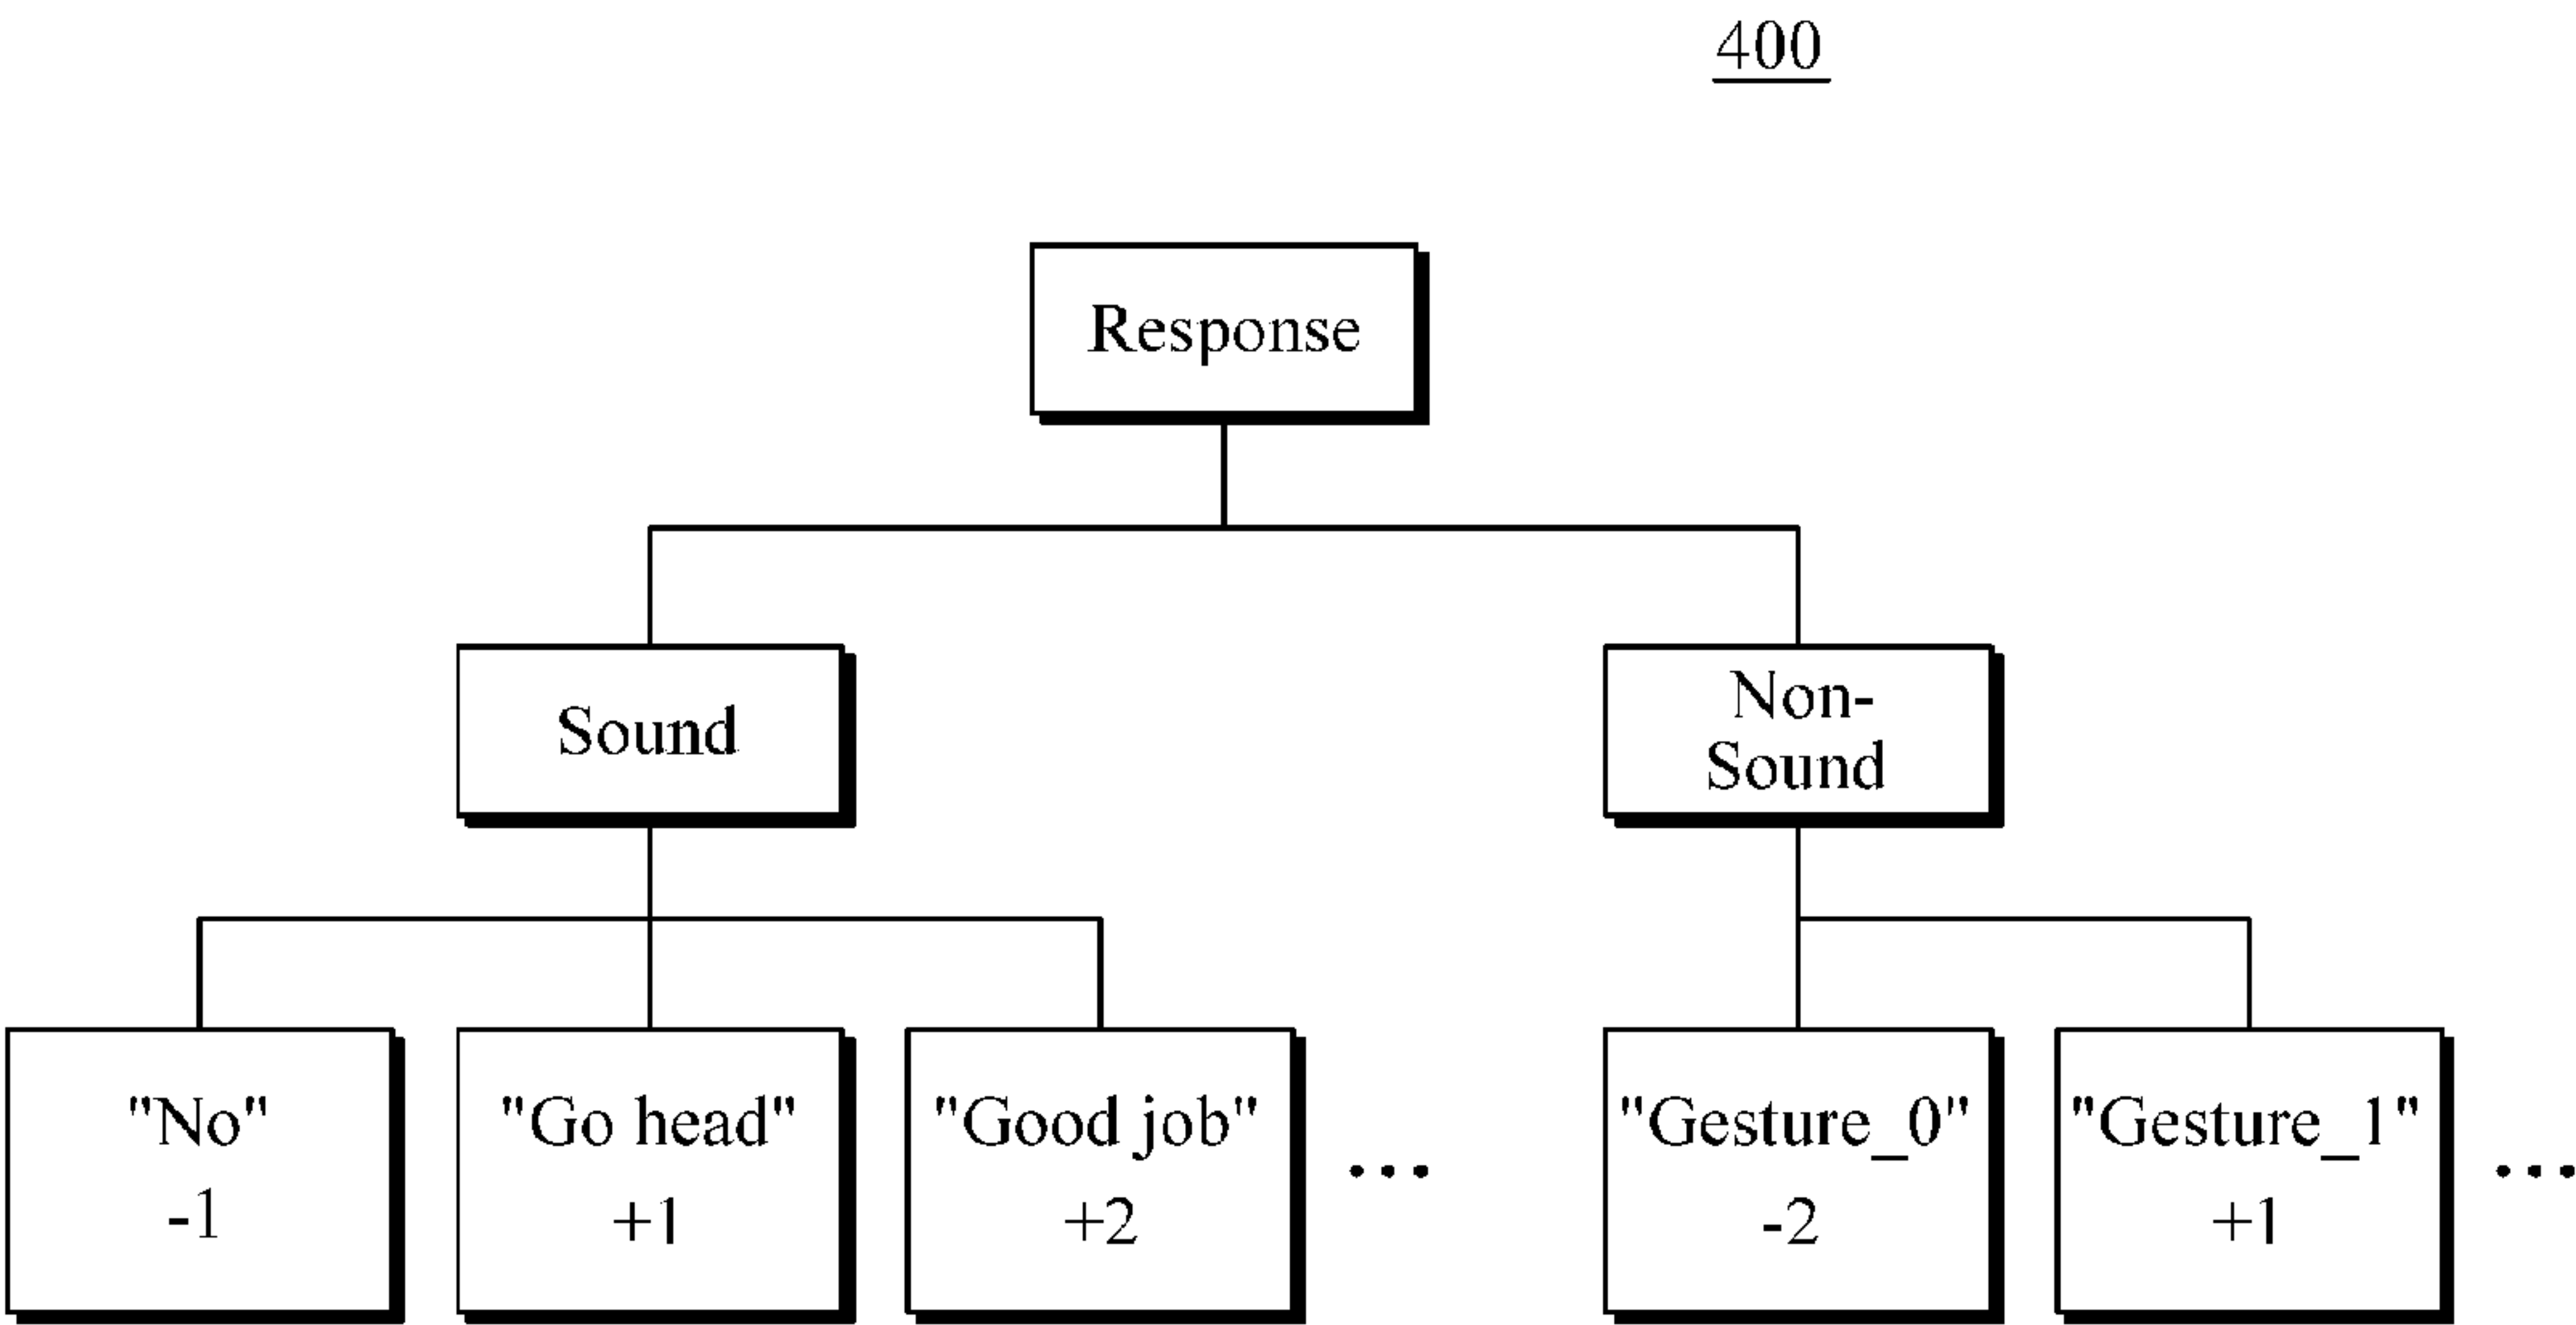 400
Response
Sound
Non-
Sound
"No"
-1
"Go head"
+1
"Good job"
+2
...
"Gesture_0"
-2
"Gesture_1"
+1
...